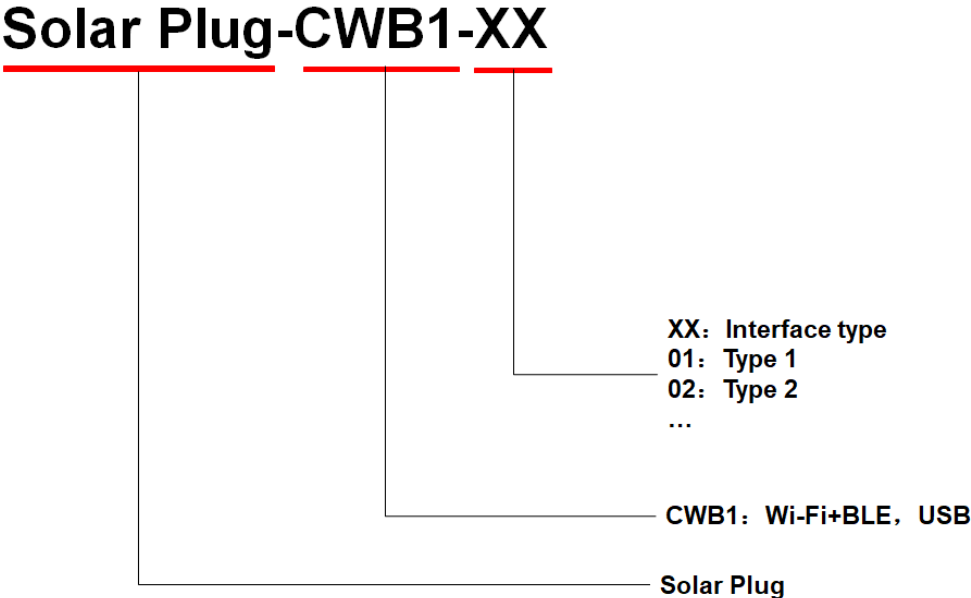 Solar Plug-CWB1-XX
XX：Interface type
01：Type 1
02：Type 2
…
CWB1：Wi-Fi+BLE，USB
Solar Plug